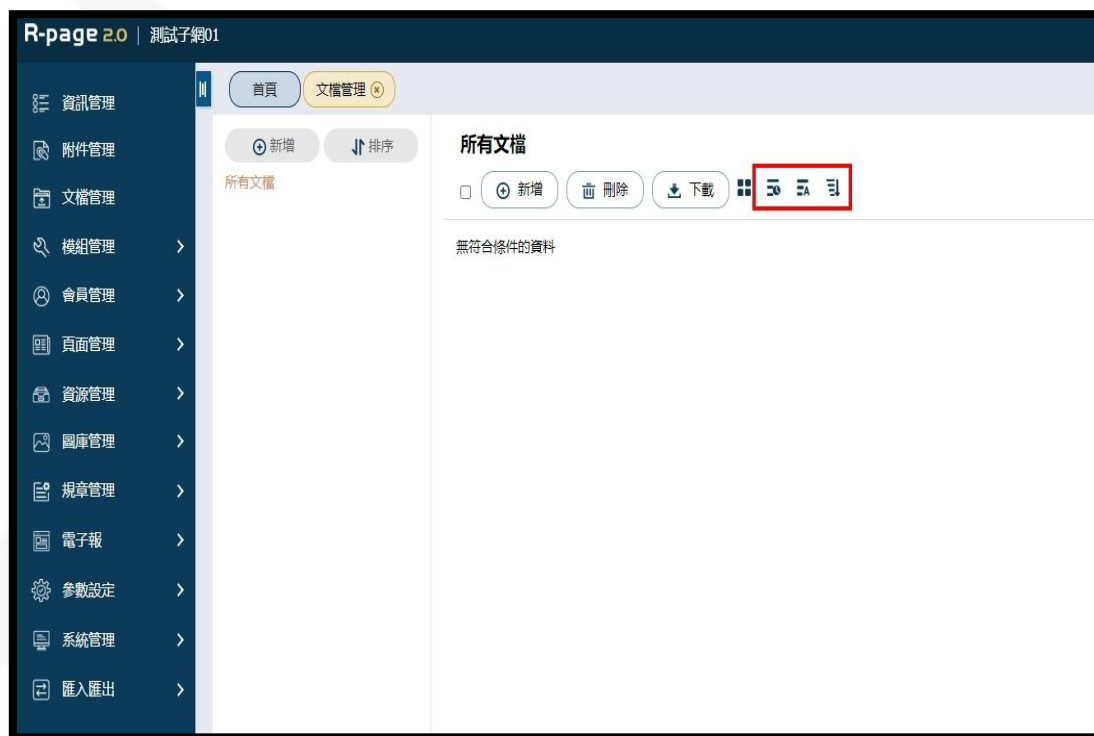 R-page 2.0 | 測試子網01
資訊管理
附件管理
文檔管理
模組管理
會員管理
頁面管理
資源管理
圖庫管理
規章管理
電子報
參數設定
系統管理
匯入匯出
首頁 文檔管理
新增 排序
所有文檔
所有文檔
新增 刪除 下載
無符合條件的資料